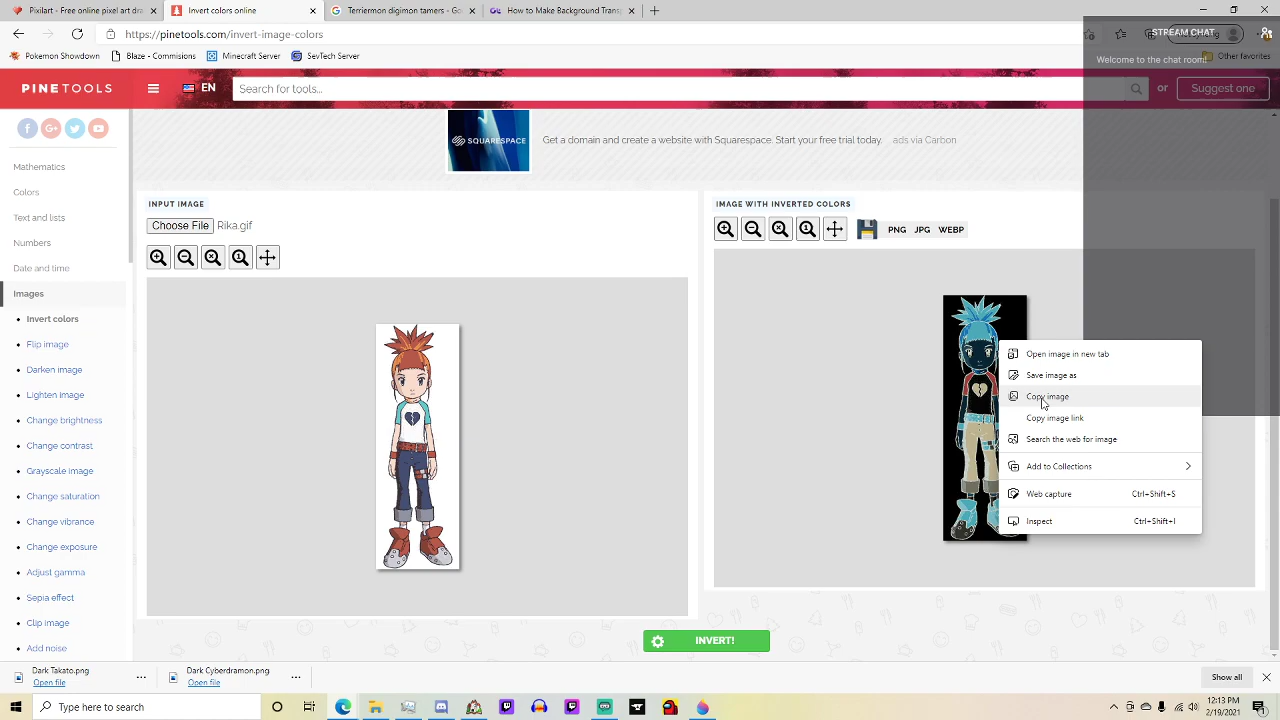 Pixilart - Free online pixel art d
Invert colors
Terriermon digimon tamers - Go
How to Make Background Trans
https://pinetools.com/invert-image-colors
STREAM CHAT
Pokemon Showdown
Blaze - Comisions
Minecraft Server
SevTech Server
Welcome to the chat room!
Other favorites
PINETOOLS
EN
Search for tools...
or
Suggest one
SQUARESPACE
Get a domain and create a website with Squarespace. Start your free trial today.
ads via Carbon
Mathematics
Colors
Text and lists
Numbers
Date and time
Images
Invert colors
Flip image
Darken image
Lighten image
Change brightness
Change contrast
Grayscale image
Change saturation
Change vibrance
Change exposure
Adjust gamma
Sepia effect
Clip image
Add noise
INPUT IMAGE
Choose File Rika.gif
IMAGE WITH INVERTED COLORS
PNG JPG WEBP
Open image in new tab
Save image as
Copy image
Copy image link
Search the web for image
Add to Collections
Web capture Ctrl+Shift+S
Inspect Ctrl+Shift+I
INVERT!
Dark Takato.png
Open file
Dark Cyberdramon.png
Open file
Show all
Type here to search
12:13 PM
2/19/2021